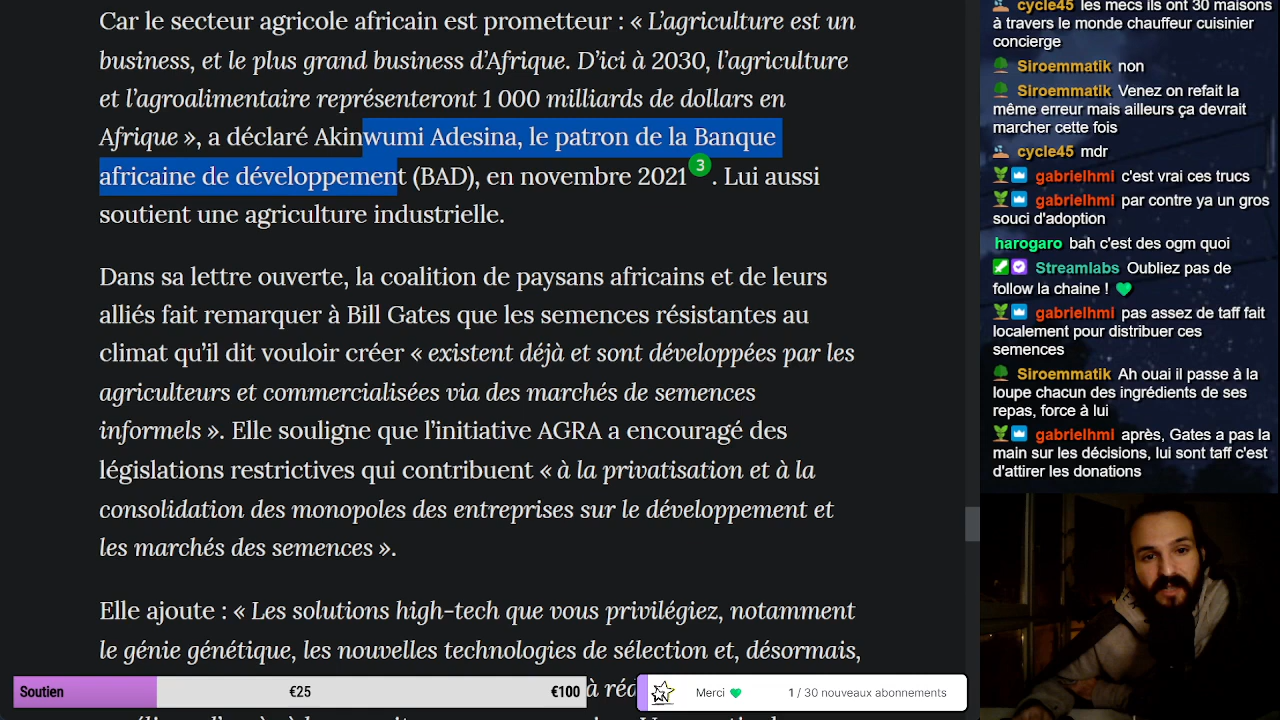 Car le secteur agricole africain est prometteur : « L’agriculture est un
business, et le plus grand business d’Afrique. D’ici à 2030, l’agriculture
et l’agroalimentaire représenteront 1 000 milliards de dollars en
Afrique », a déclaré Akinwumi Adesina, le patron de la Banque
africaine de développement (BAD), en novembre 2021 3 . Lui aussi
soutient une agriculture industrielle.
Dans sa lettre ouverte, la coalition de paysans africains et de leurs
alliés fait remarquer à Bill Gates que les semences résistantes au
climat qu’il dit vouloir créer « existent déjà et sont développées par les
agriculteurs et commercialisées via des marchés de semences
informels ». Elle souligne que l’initiative AGRA a encouragé des
législations restrictives qui contribuent « à la privatisation et à la
consolidation des monopoles des entreprises sur le développement et
les marchés des semences ».
Elle ajoute : « Les solutions high-tech que vous privilégiez, notamment
le génie génétique, les nouvelles technologies de sélection et, désormais,
Soutien €25 €100
Merci 1 / 30 nouveaux abonnements
cycle45 les mecs ils ont 30 maisons
à travers le monde chauffeur cuisinier
concierge
Siroemmatik non
Siroemmatik Venez on refait la
même erreur mais ailleurs ça devrait
marcher cette fois
cycle45 mdr
gabrielhmi c'est vrai ces trucs
gabrielhmi par contre ya un gros
souci d'adoption
harogaro bah c'est des ogm quoi
Streamlabs Oubliez pas de
follow la chaine !
gabrielhmi pas assez de taff fait
localement pour distribuer ces
semences
Siroemmatik Ah ouai il passe à la
loupe chacun des ingrédients de ses
repas, force à lui
gabrielhmi après, Gates a pas la
main sur les décisions, lui sont taff c'est
d'attirer les donations